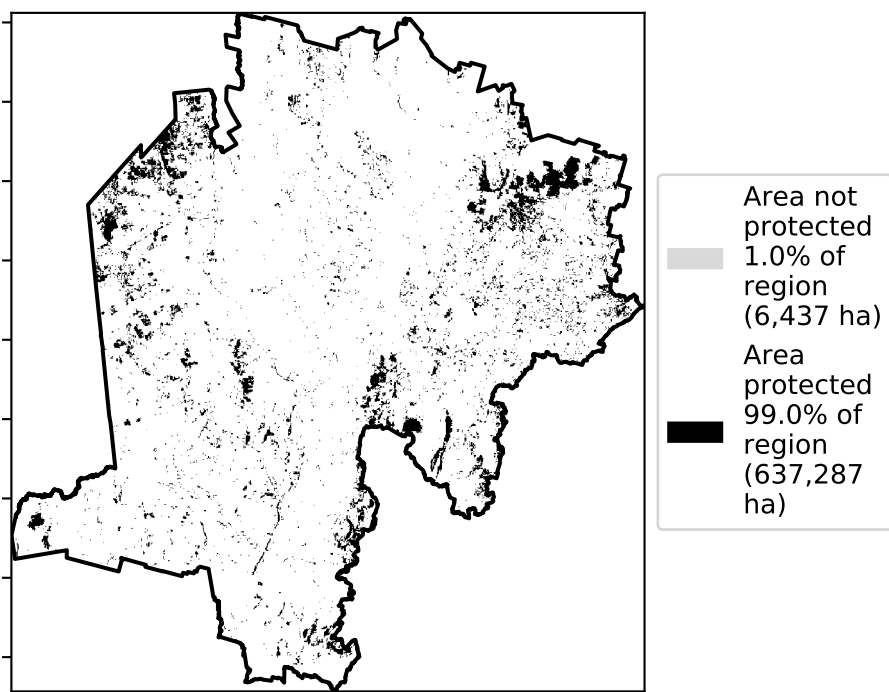 Area not
protected
1.0% of
region
(6,437 ha)
Area
protected
99.0% of
region
(637,287
ha)